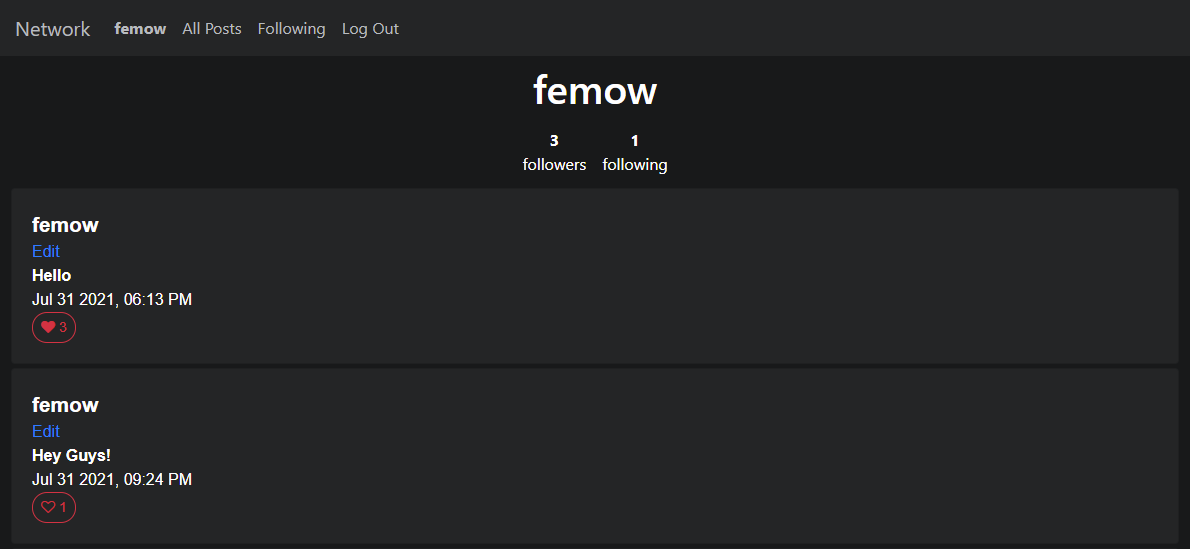 Network femow All Posts Following Log Out
femow
3 1
followers following
femow
Edit
Hello
Jul 31 2021, 06:13 PM
3
femow
Edit
Hey Guys!
Jul 31 2021, 09:24 PM
1